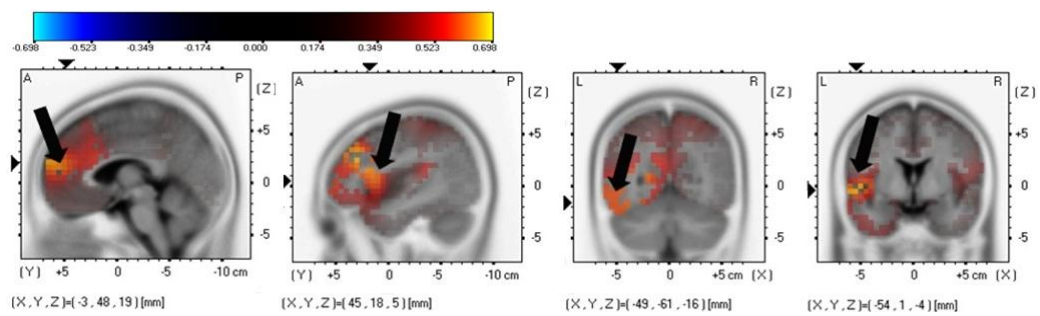 -0.698 -0.523 -0.349 -0.174 0.000 0.174 0.349 0.523 0.698
A P
(Z)
+5
0
-5
(Y) +5 0 -5 -10 cm
(X,Y,Z)=(-3,48,19)[mm]
A P
(Z)
+5
0
-5
(Y) +5 0 -5 -10 cm
(X,Y,Z)=(45,18,5)[mm]
L R
(Z)
+5
0
-5
-5 0 +5 (X)
(X,Y,Z)=(-49,-61,-16)[mm]
L R
(Z)
+5
0
-5
-5 0 +5 cm (X)
(X,Y,Z)=(-54,1,-4)[mm]